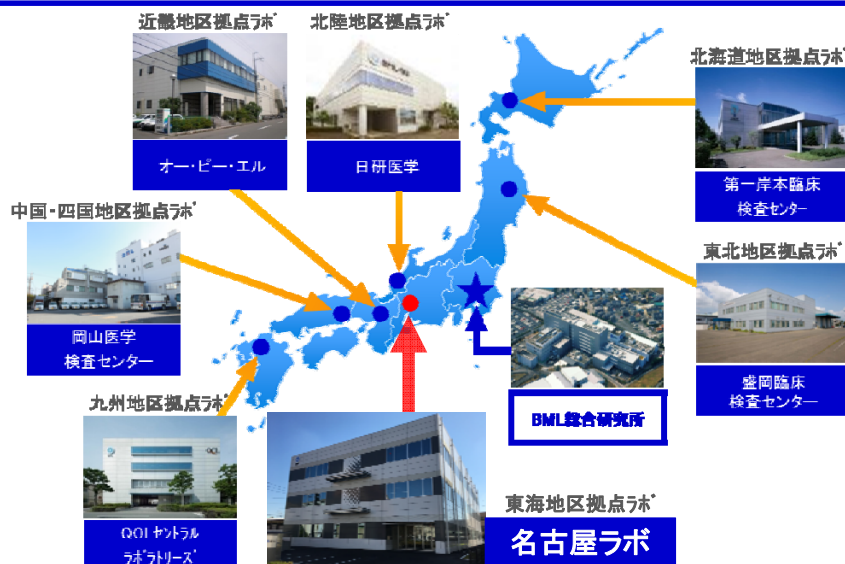 近畿地区拠点ラボ
北陸地区拠点ラボ
北海道地区拠点ラボ
オー・ピー・エル
日研医学
第一岸本臨床
検査センター
中国・四国地区拠点ラボ
東北地区拠点ラボ
岡山医学
検査センター
盛岡臨床
検査センター
九州地区拠点ラボ
BML総合研究所
東海地区拠点ラボ
名古屋ラボ
QOLセントラル
ラボラトリーズ